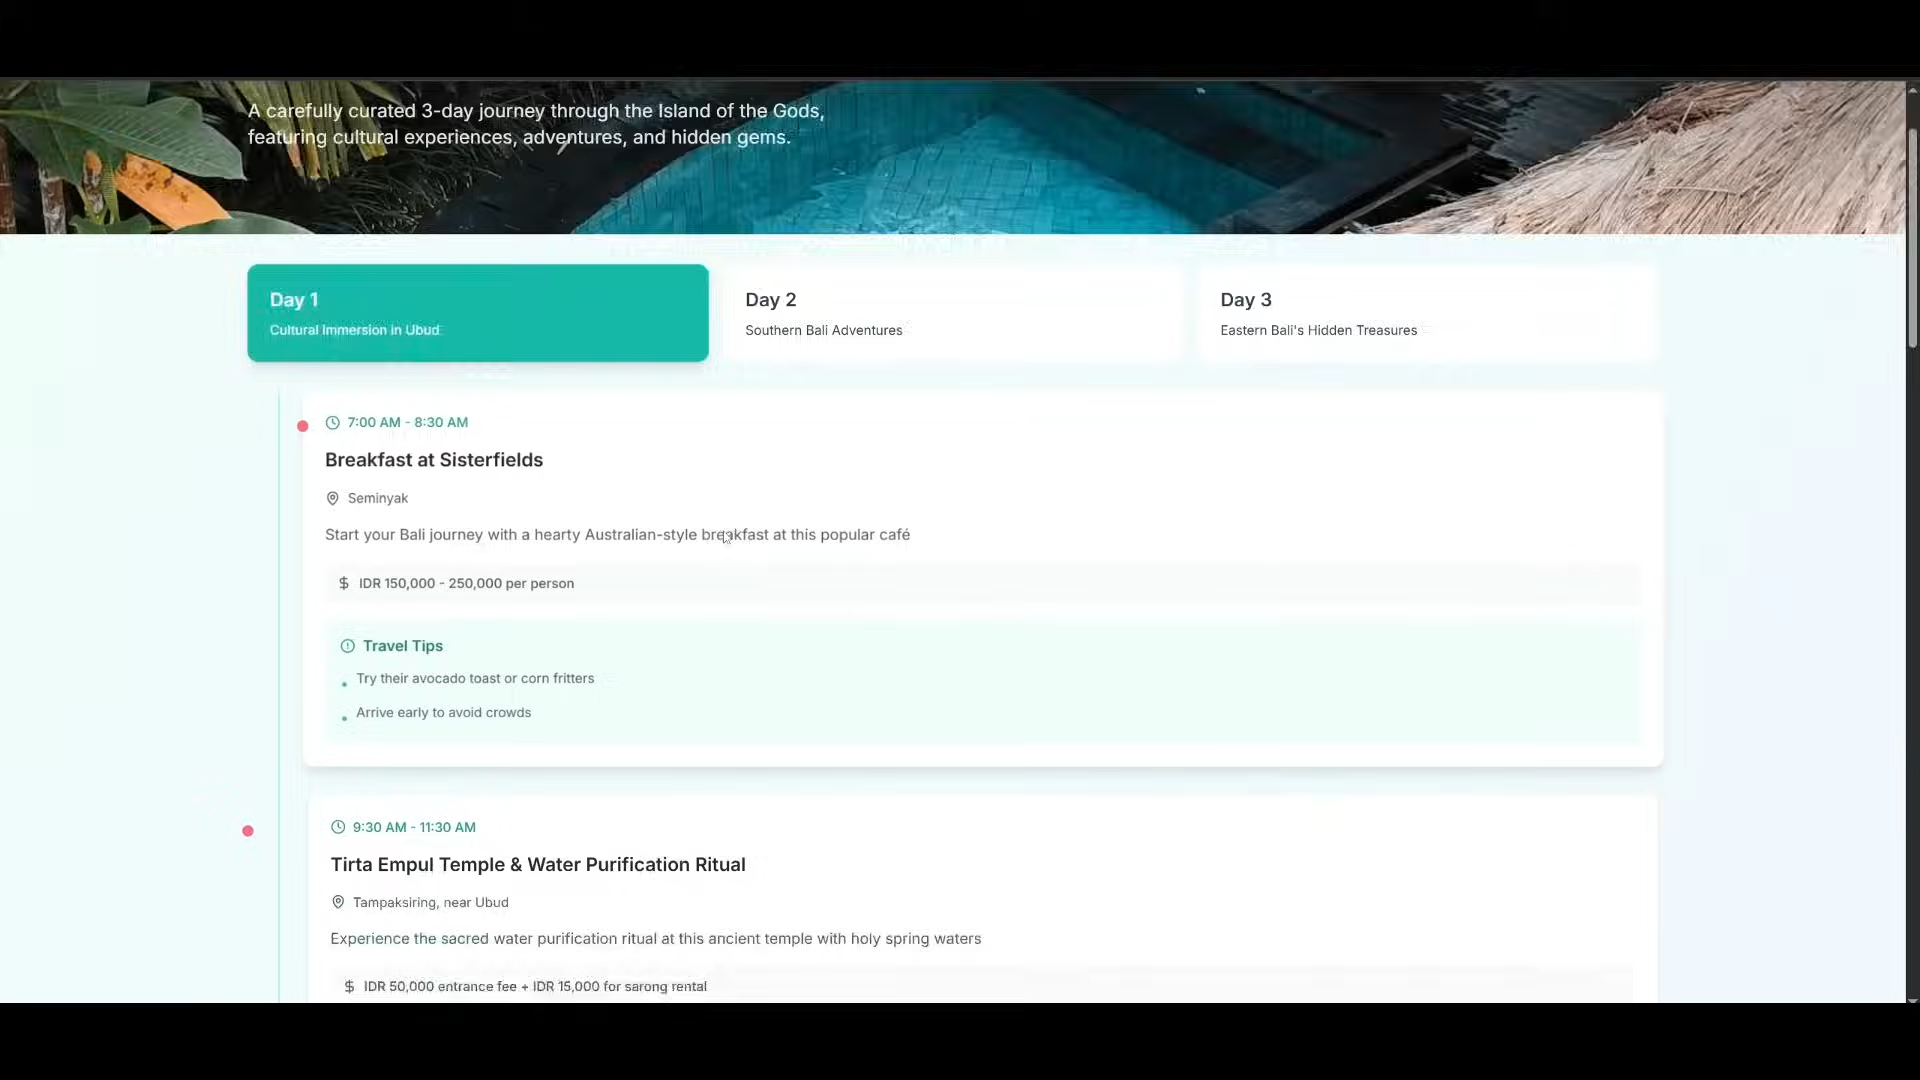 A carefully curated 3-day journey through the Island of the Gods,
featuring cultural experiences, adventures, and hidden gems.
Day 1
Cultural Immersion in Ubud
Day 2
Southern Bali Adventures
Day 3
Eastern Bali's Hidden Treasures
7:00 AM - 8:30 AM
Breakfast at Sisterfields
Seminyak
Start your Bali journey with a hearty Australian-style breakfast at this popular café
$ IDR 150,000 - 250,000 per person
Travel Tips
Try their avocado toast or corn fritters
Arrive early to avoid crowds
9:30 AM - 11:30 AM
Tirta Empul Temple & Water Purification Ritual
Tampaksiring, near Ubud
Experience the sacred water purification ritual at this ancient temple with holy spring waters
$ IDR 50,000 entrance fee + IDR 15,000 for sarong rental